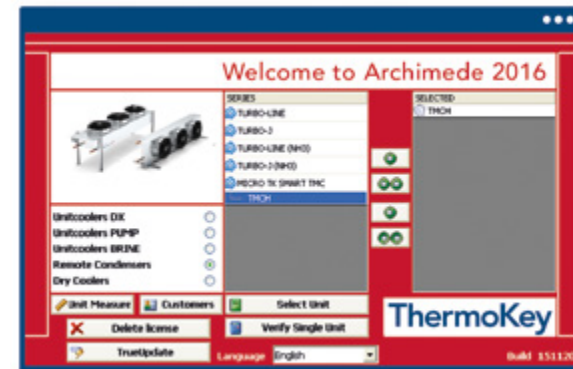 Welcome to Archimede 2016
SERIES
TURBO-LINE
TURBO-J
TURBO-LINE (NH3)
TURBO-J (NH3)
MICRO TK SMART TMC
TMCH
SELECTED
TMCH
Unitcoolers DX
Unitcoolers PUMP
Unitcoolers BRINE
Remote Condensers
Dry Coolers
Unit Measure
Customers
Select Unit
Delete license
Verify Single Unit
TrueUpdate
Language
English
ThermoKey
Build 151120